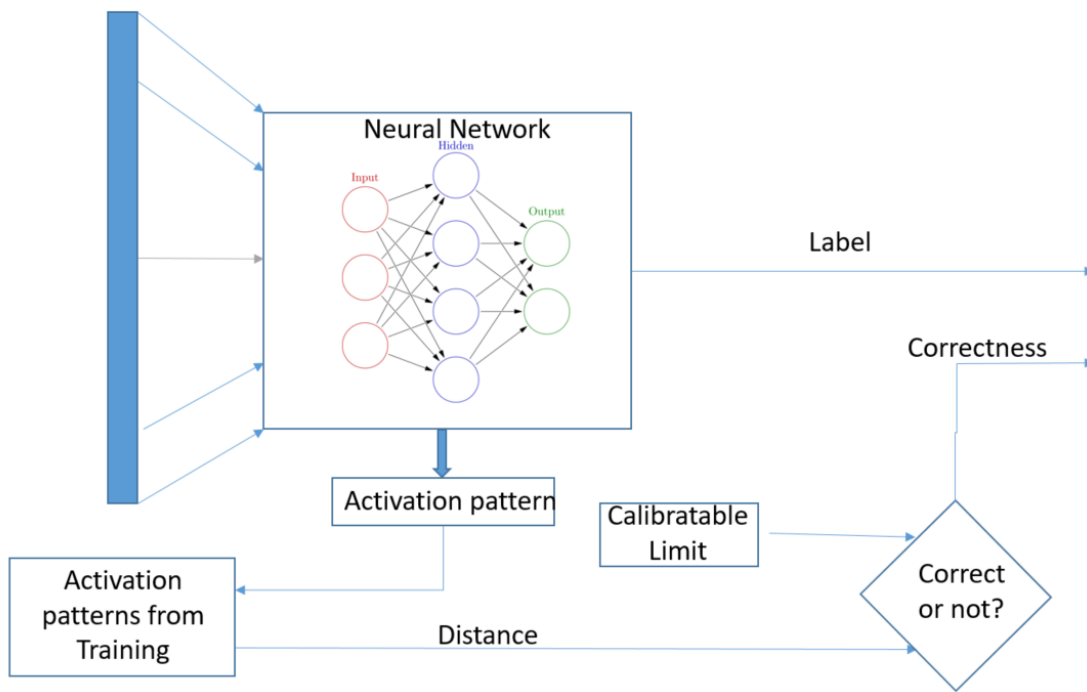 Neural Network
Hidden
Input
Output
Label
Correctness
Activation pattern
Calibratable
Limit
Activation
patterns from
Training
Distance
Correct
or not?